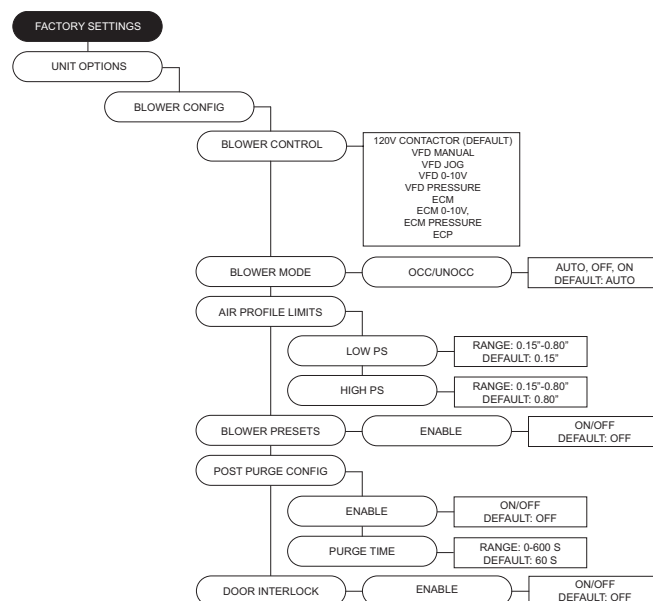 FACTORY SETTINGS
UNIT OPTIONS
BLOWER CONFIG
BLOWER CONTROL
120V CONTACTOR (DEFAULT)
VFD MANUAL
VFD JOG
VFD 0-10V
VFD PRESSURE
ECM
ECM 0-10V,
ECM PRESSURE
ECP
BLOWER MODE
OCC/UNOCC
AUTO, OFF, ON
DEFAULT: AUTO
AIR PROFILE LIMITS
LOW PS
RANGE: 0.15”-0.80”
DEFAULT: 0.15”
HIGH PS
RANGE: 0.15”-0.80”
DEFAULT: 0.80”
BLOWER PRESETS
ENABLE
ON/OFF
DEFAULT: OFF
POST PURGE CONFIG
ENABLE
ON/OFF
DEFAULT: OFF
PURGE TIME
RANGE: 0-600 S
DEFAULT: 60 S
DOOR INTERLOCK
ENABLE
ON/OFF
DEFAULT: OFF